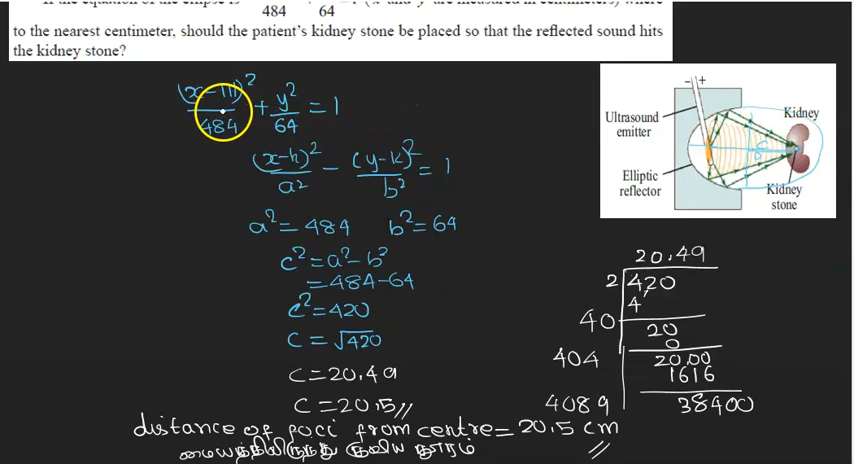 484 64
to the nearest centimeter, should the patient's kidney stone be placed so that the reflected sound hits
the kidney stone?
(x-11)²/484 + y²/64 = 1
(x-h)²/a² - (y-k)²/b² = 1
a² = 484 b² = 64
c² = a² - b²
= 484 - 64
c² = 420
c = √420
c = 20.49
c = 20.5//
distance of foci from centre = 20.5 cm
மையத்திலிருந்து குவிய தூரம்
- +
Ultrasound
emitter
Kidney
Elliptic
reflector
Kidney
stone
20.49
2 420
4
40 20
0
404 20.00
1616
4089 38400